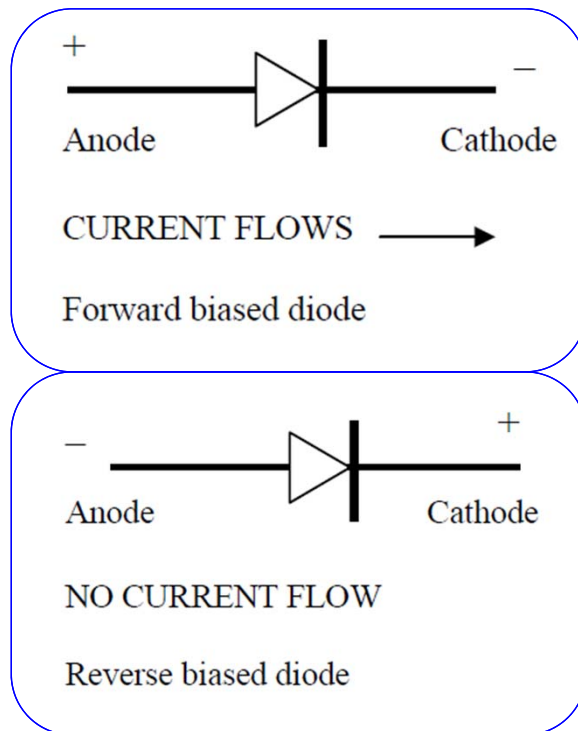 +
–
Anode Cathode
CURRENT FLOWS
Forward biased diode
– +
Anode Cathode
NO CURRENT FLOW
Reverse biased diode